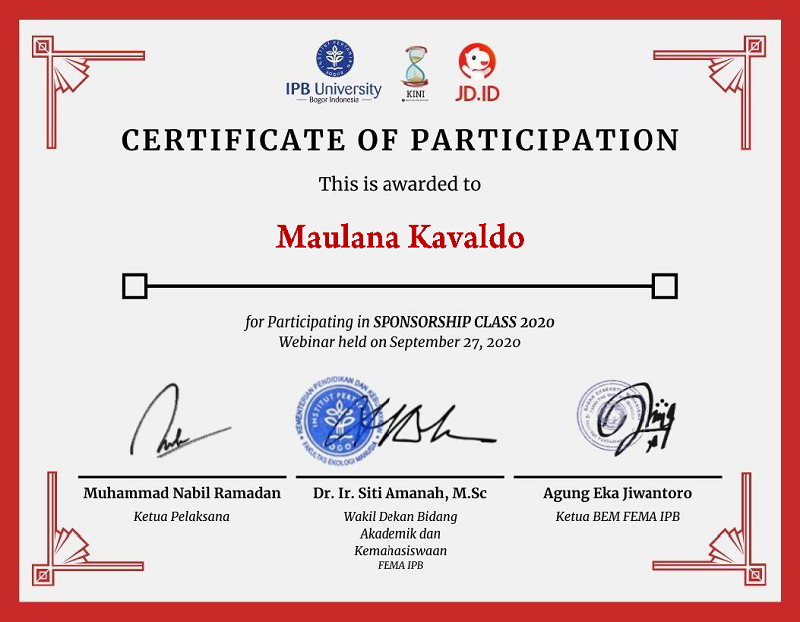 IPB University
Bogor Indonesia
KINI
JD.ID
CERTIFICATE OF PARTICIPATION
This is awarded to
Maulana Kavaldo
for Participating in SPONSORSHIP CLASS 2020
Webinar held on September 27, 2020
KEMENTERIAN PENDIDIKAN DAN
INSTITUT PERTANIAN
BOGOR
FAKULTAS EKOLOGI MANUSIA
Muhammad Nabil Ramadan
Ketua Pelaksana
Dr. Ir. Siti Amanah, M.Sc
Wakil Dekan Bidang
Akademik dan
Kemahasiswaan
FEMA IPB
Agung Eka Jiwantoro
Ketua BEM FEMA IPB